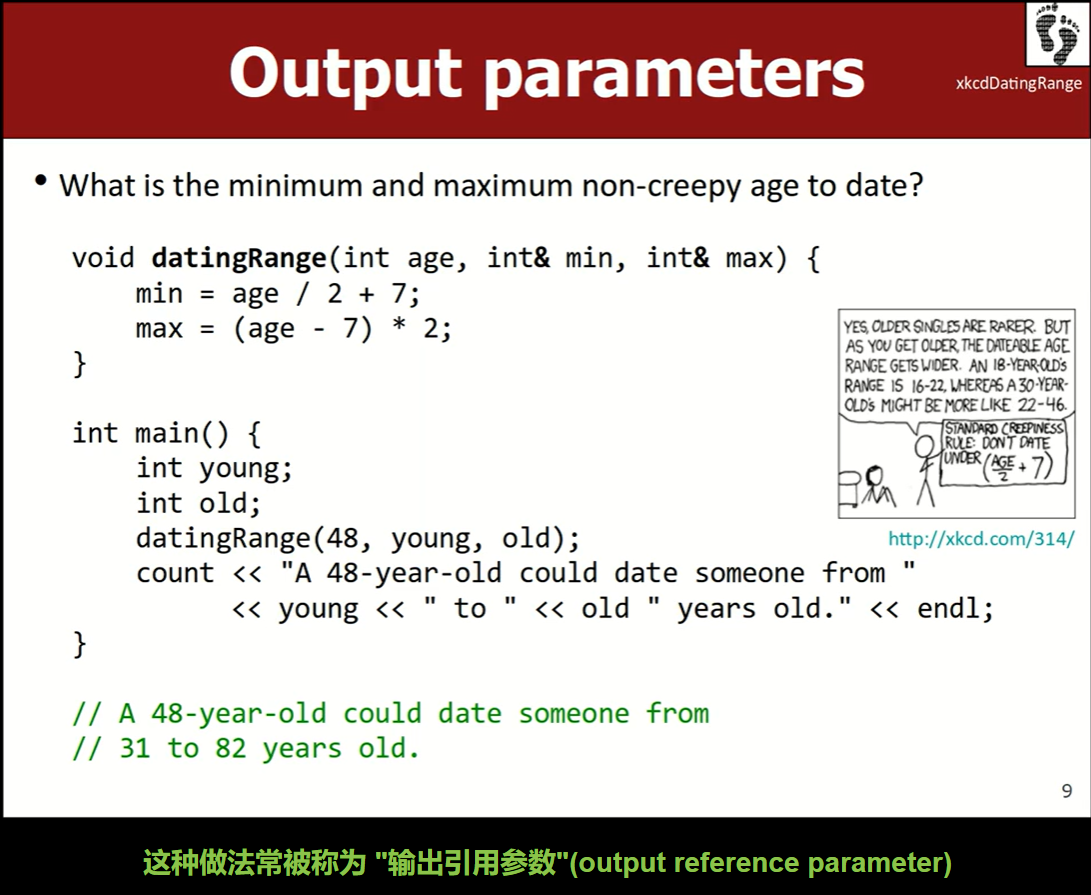 Output parameters
xkcdDatingRange
• What is the minimum and maximum non-creepy age to date?
void datingRange(int age, int& min, int& max) {
    min = age / 2 + 7;
    max = (age - 7) * 2;
}
int main() {
    int young;
    int old;
    datingRange(48, young, old);
    count << "A 48-year-old could date someone from "
          << young << " to " << old " years old." << endl;
}
// A 48-year-old could date someone from
// 31 to 82 years old.
YES, OLDER SINGLES ARE RARER. BUT
AS YOU GET OLDER, THE DATEABLE AGE
RANGE GETS WIDER. AN 18-YEAR-OLD'S
RANGE IS 16-22, WHEREAS A 30-YEAR-
OLD'S MIGHT BE MORE LIKE 22-46.
STANDARD CREEPINESS
RULE: DON'T DATE
UNDER (AGE/2 + 7)
http://xkcd.com/314/
9
这种做法常被称为 "输出引用参数"(output reference parameter)